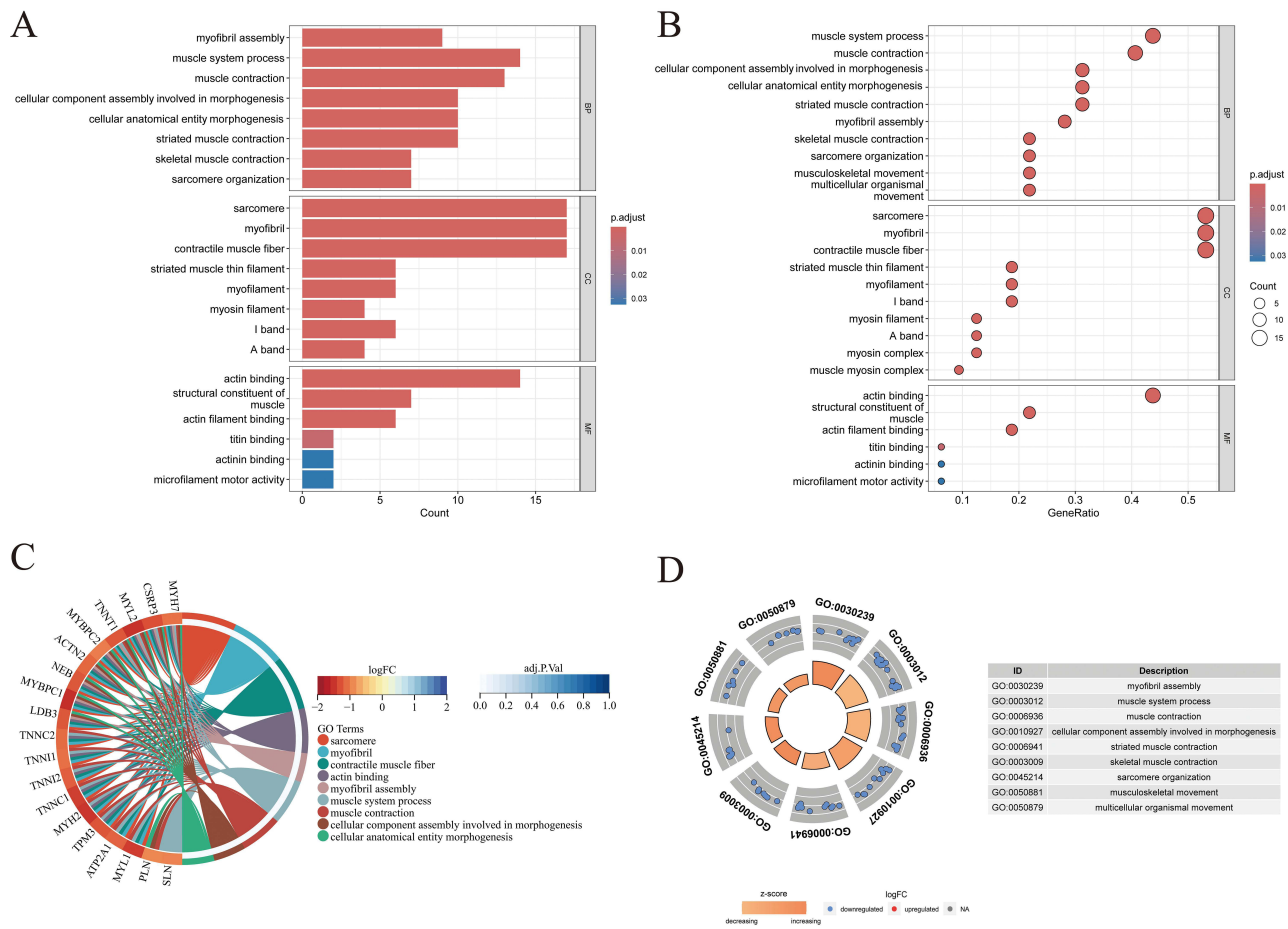 A
myofibril assembly
muscle system process
muscle contraction
cellular component assembly involved in morphogenesis
cellular anatomical entity morphogenesis
striated muscle contraction
skeletal muscle contraction
sarcomere organization
BP
sarcomere
myofibril
contractile muscle fiber
striated muscle thin filament
myofilament
myosin filament
I band
A band
CC
actin binding
structural constituent of
muscle
actin filament binding
titin binding
actinin binding
microfilament motor activity
MF
0 5 10 15
Count
p.adjust
0.01
0.02
0.03
B
muscle system process
muscle contraction
cellular component assembly involved in morphogenesis
cellular anatomical entity morphogenesis
striated muscle contraction
myofibril assembly
skeletal muscle contraction
sarcomere organization
musculoskeletal movement
multicellular organismal
movement
BP
sarcomere
myofibril
contractile muscle fiber
striated muscle thin filament
myofilament
I band
myosin filament
A band
myosin complex
muscle myosin complex
CC
actin binding
structural constituent of
muscle
actin filament binding
titin binding
actinin binding
microfilament motor activity
MF
0.1 0.2 0.3 0.4 0.5
GeneRatio
p.adjust
0.01
0.02
0.03
Count
5
10
15
C
MYH7
CSRP3
MYL2
TNNT1
MYBPC2
ACTN2
NEB
MYBPC1
LDB3
TNNC2
TNNI1
TNNI2
TNNC1
MYH2
TPM3
ATP2A1
MYL1
PLN
SLN
logFC
−2 −1 0 1 2
adj.P.Val
0.0 0.2 0.4 0.6 0.8 1.0
GO Terms
sarcomere
myofibril
contractile muscle fiber
actin binding
myofibril assembly
muscle system process
muscle contraction
cellular component assembly involved in morphogenesis
cellular anatomical entity morphogenesis
D
GO:0030239
GO:0003012
GO:0006936
GO:0010927
GO:0006941
GO:0003009
GO:0045214
GO:0050881
GO:0050879
z-score
decreasing increasing
logFC
downregulated upregulated NA
ID Description
GO:0030239 myofibril assembly
GO:0003012 muscle system process
GO:0006936 muscle contraction
GO:0010927 cellular component assembly involved in morphogenesis
GO:0006941 striated muscle contraction
GO:0003009 skeletal muscle contraction
GO:0045214 sarcomere organization
GO:0050881 musculoskeletal movement
GO:0050879 multicellular organismal movement